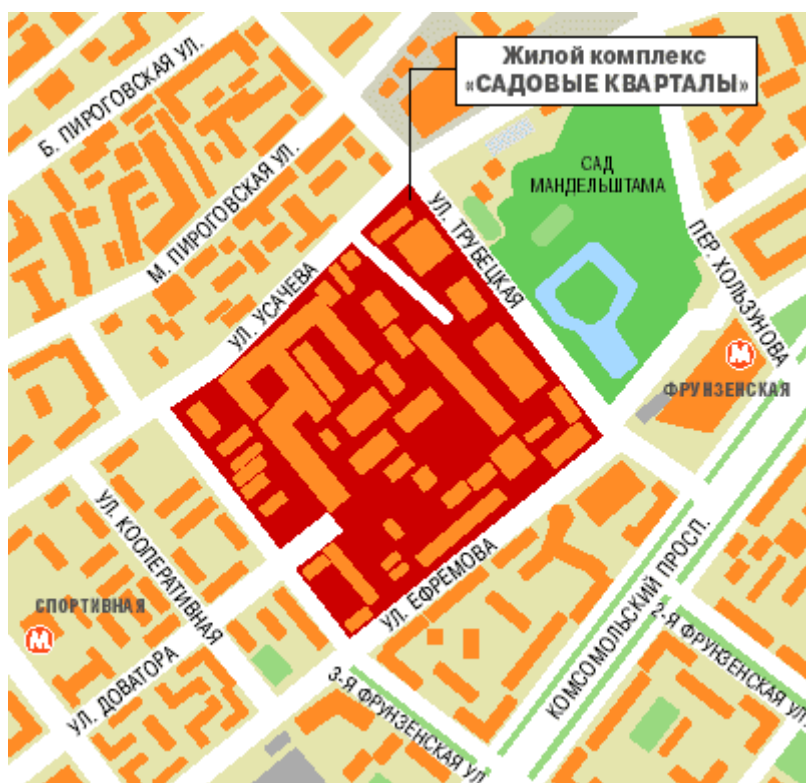 Жилой комплекс
«САДОВЫЕ КВАРТАЛЫ»
Б. ПИРОГОВСКАЯ УЛ.
М. ПИРОГОВСКАЯ УЛ.
САД
МАНДЕЛЬШТАМА
УЛ. ТРУБЕЦКАЯ
ПЕР. ХОЛЬЗУНОВА
УЛ. УСАЧЕВА
М
ФРУНЗЕНСКАЯ
УЛ. КООПЕРАТИВНАЯ
КОМСОМОЛЬСКИЙ ПРОСП.
УЛ. ЕФРЕМОВА
СПОРТИВНАЯ
М
2-Я ФРУНЗЕНСКАЯ УЛ.
УЛ. ДОВАТОРА
3-Я ФРУНЗЕНСКАЯ УЛ.